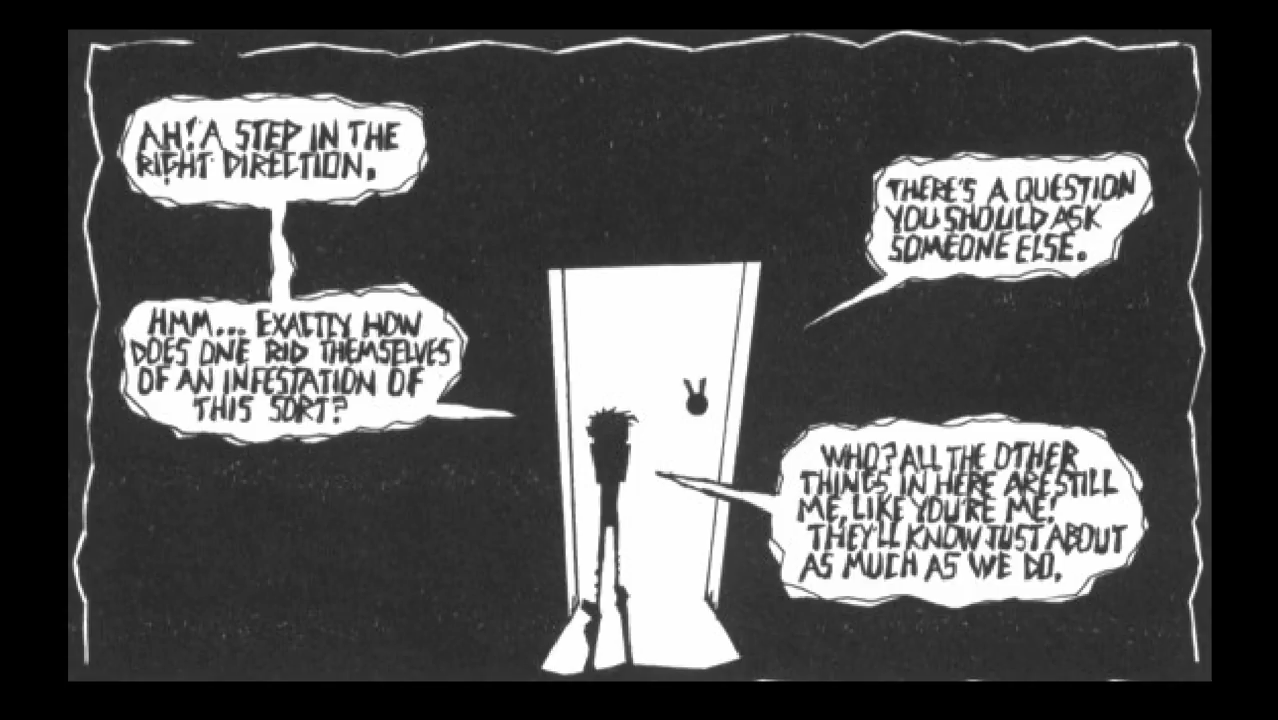 AH! A STEP IN THE
RIGHT DIRECTION.
HMM... EXACTLY HOW
DOES ONE RID THEMSELVES
OF AN INFESTATION OF
THIS SORT?
THERE'S A QUESTION
YOU SHOULD ASK
SOMEONE ELSE.
WHO? ALL THE OTHER
THINGS IN HERE ARE STILL
ME, LIKE YOU'RE ME!
THEY'LL KNOW JUST ABOUT
AS MUCH AS WE DO.